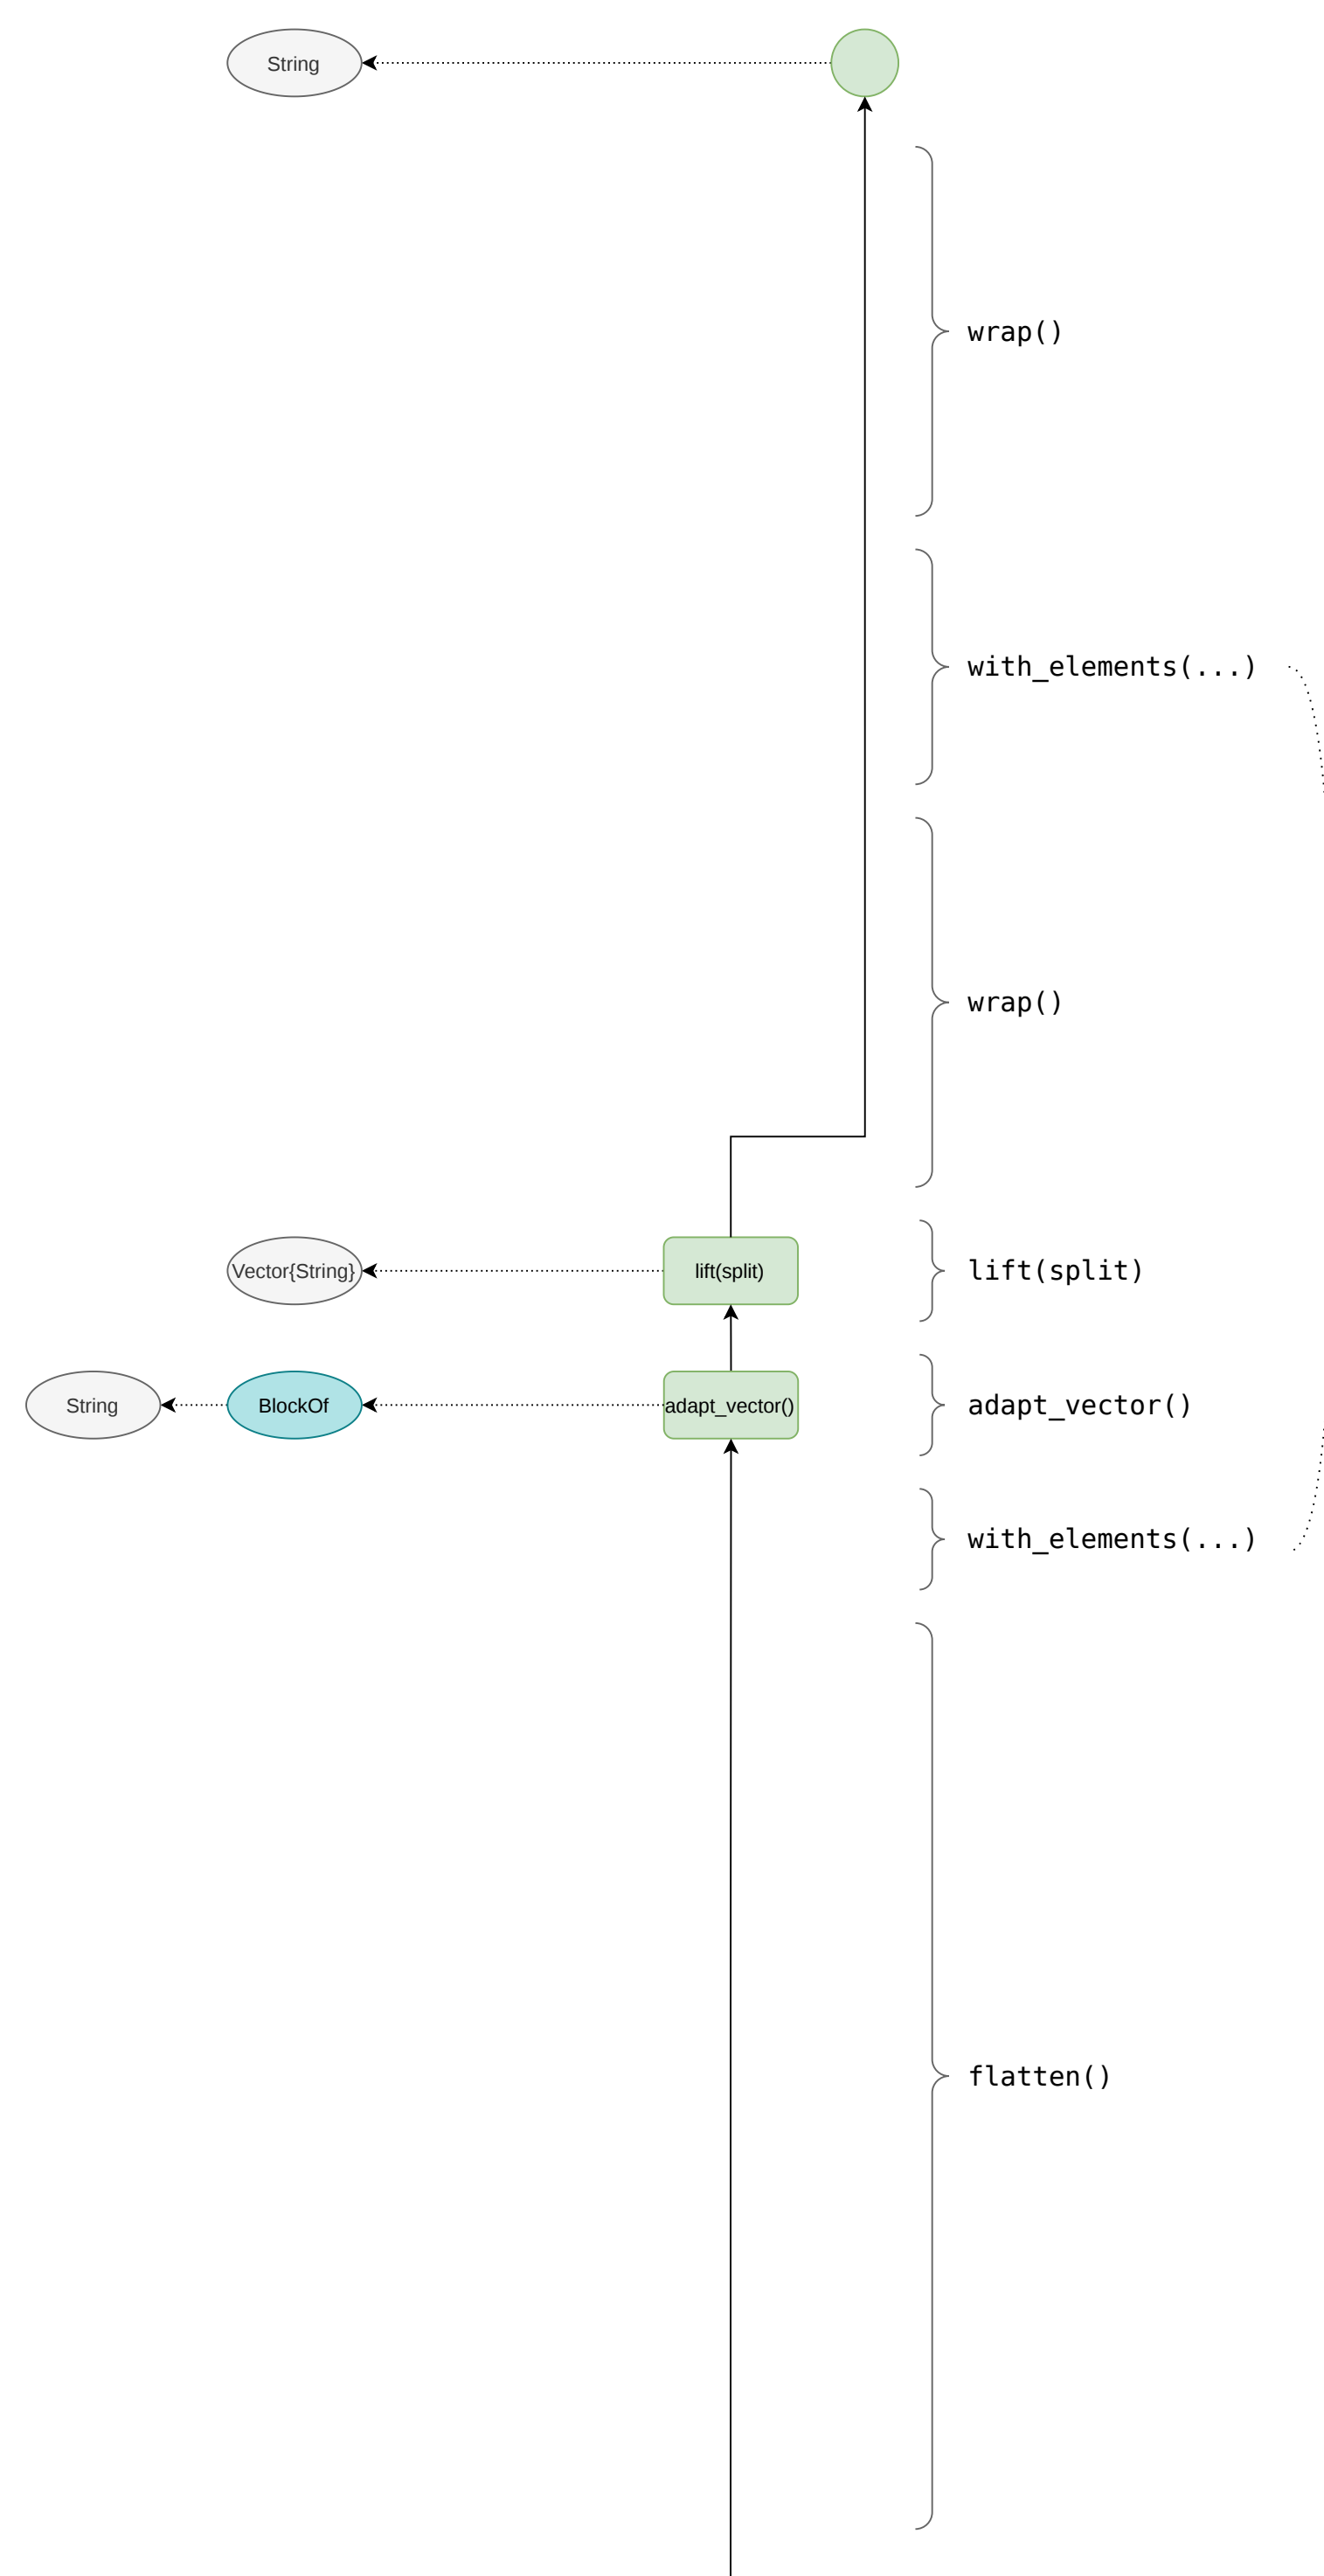 String
wrap()
with_elements(...)
wrap()
Vector{String}
lift(split)
lift(split)
String
BlockOf
adapt_vector()
adapt_vector()
with_elements(...)
flatten()